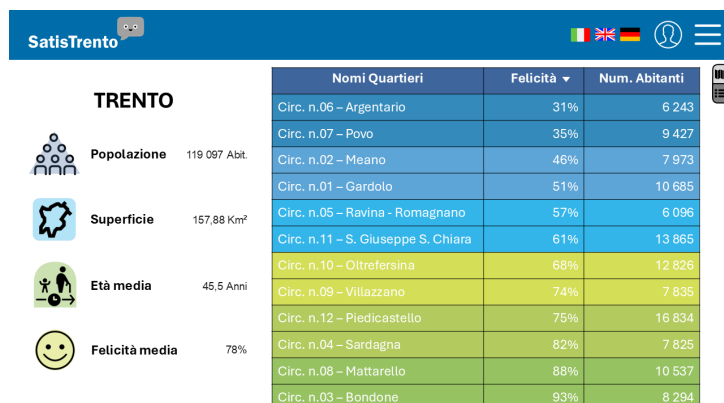 SatisTrento
TRENTO
Popolazione 119 097 Abit.
Superficie 157,88 Km²
Età media 45,5 Anni
Felicità media 78%
Nomi Quartieri Felicità Num. Abitanti
Circ. n.06 – Argentario 31% 6 243
Circ. n.07 – Povo 35% 9 427
Circ. n.02 – Meano 46% 7 973
Circ. n.01 – Gardolo 51% 10 685
Circ. n.05 – Ravina - Romagnano 57% 6 096
Circ. n.11 – S. Giuseppe S. Chiara 61% 13 865
Circ. n.10 – Oltrefersina 68% 12 826
Circ. n.09 – Villazzano 74% 7 835
Circ. n.12 – Piedicastello 75% 16 834
Circ. n.04 – Sardagna 82% 7 825
Circ. n.08 – Mattarello 88% 10 537
Circ. n.03 – Bondone 93% 8 294